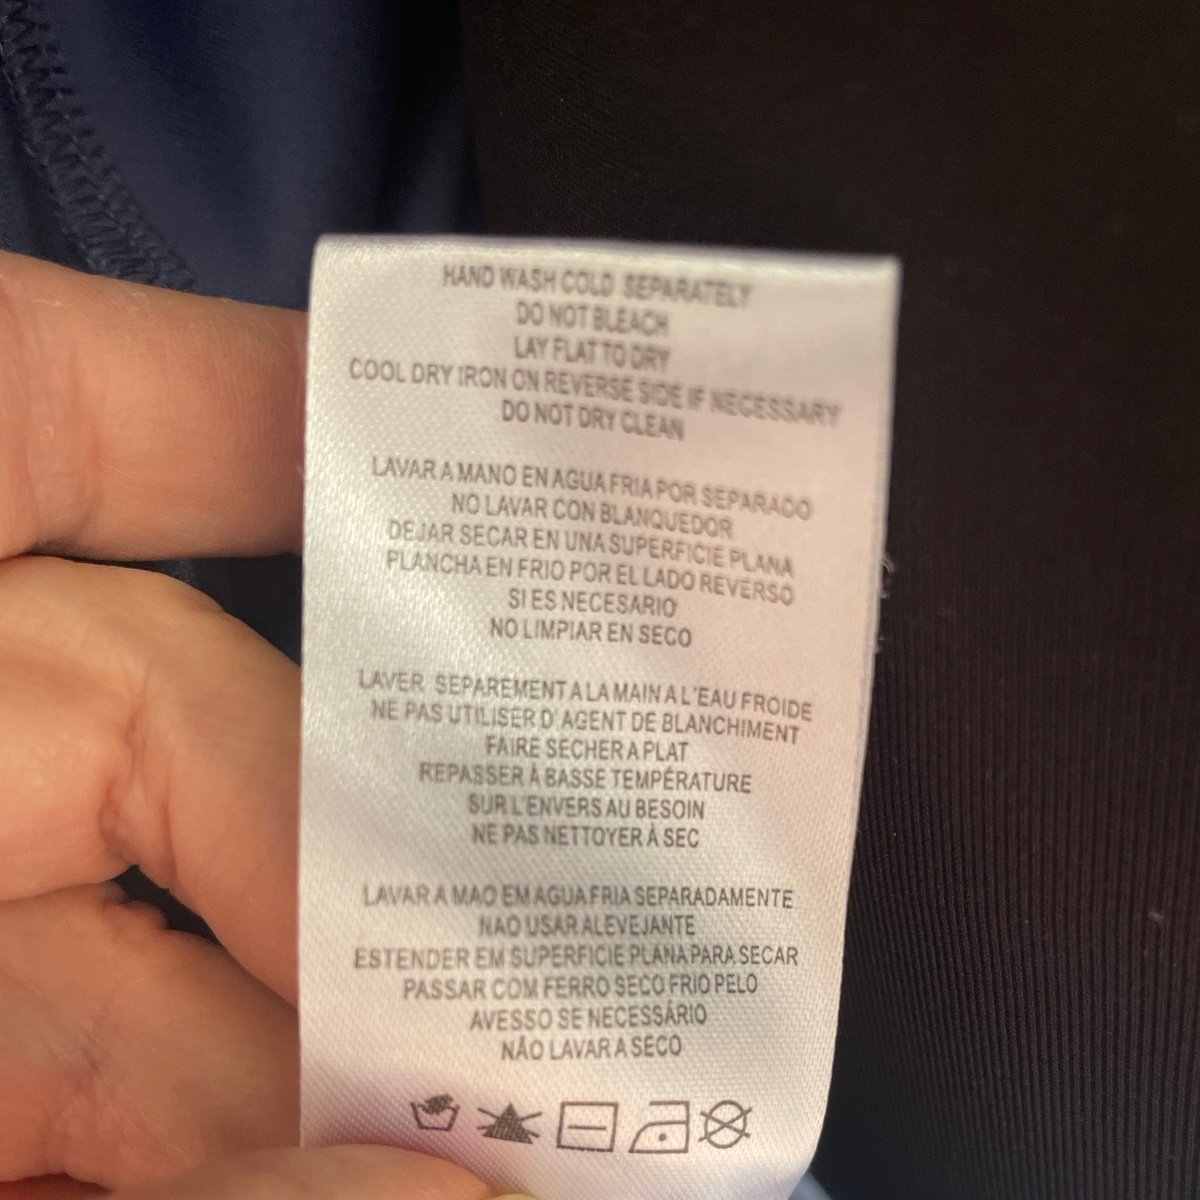 HAND WASH COLD SEPARATELY
DO NOT BLEACH
LAY FLAT TO DRY
COOL DRY IRON ON REVERSE SIDE IF NECESSARY
DO NOT DRY CLEAN
LAVAR A MANO EN AGUA FRIA POR SEPARADO
NO LAVAR CON BLANQUEDOR
DEJAR SECAR EN UNA SUPERFICIE PLANA
PLANCHA EN FRIO POR EL LADO REVERSO
SI ES NECESARIO
NO LIMPIAR EN SECO
LAVER SEPAREMENT A LA MAIN A L'EAU FROIDE
NE PAS UTILISER D'AGENT DE BLANCHIMENT
FAIRE SECHER A PLAT
REPASSER À BASSE TEMPÉRATURE
SUR L'ENVERS AU BESOIN
NE PAS NETTOYER À SEC
LAVAR A MAO EM AGUA FRIA SEPARADAMENTE
NAO USAR ALEVEJANTE
ESTENDER EM SUPERFICIE PLANA PARA SECAR
PASSAR COM FERRO SECO FRIO PELO
AVESSO SE NECESSÁRIO
NÃO LAVAR A SECO